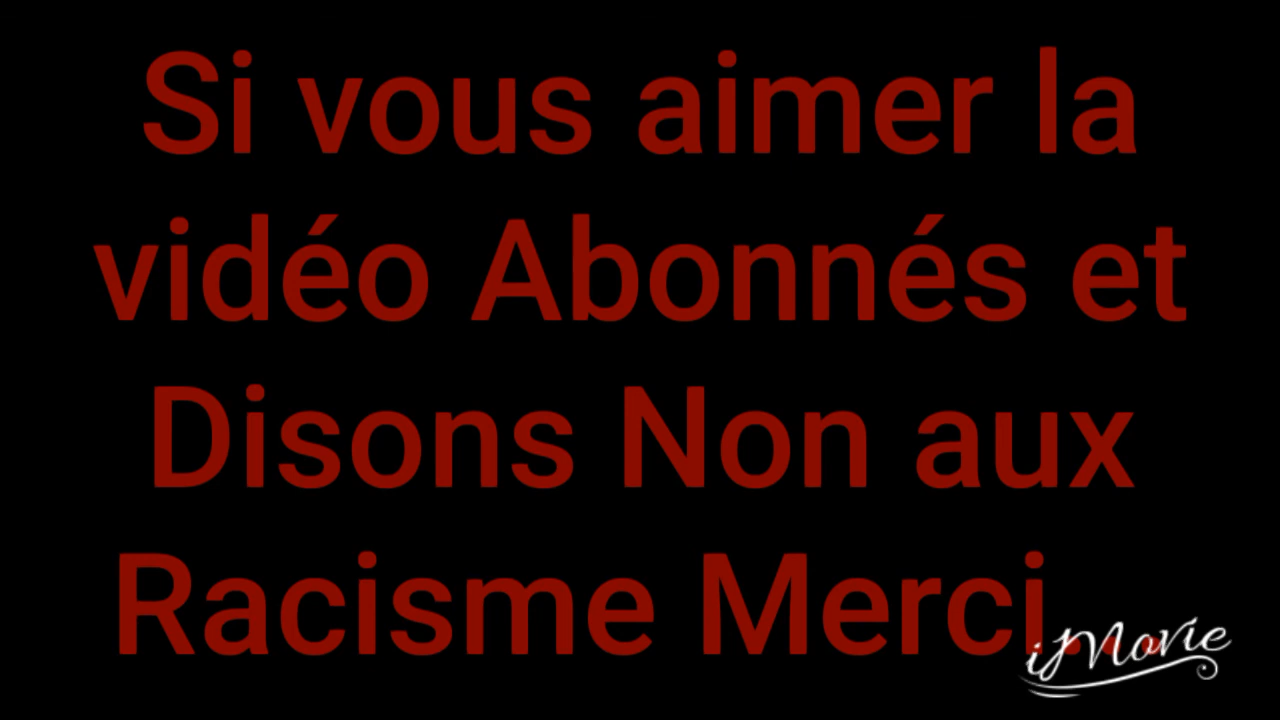 Si vous aimer la
vidéo Abonnés et
Disons Non aux
Racisme Merci...
iMovie